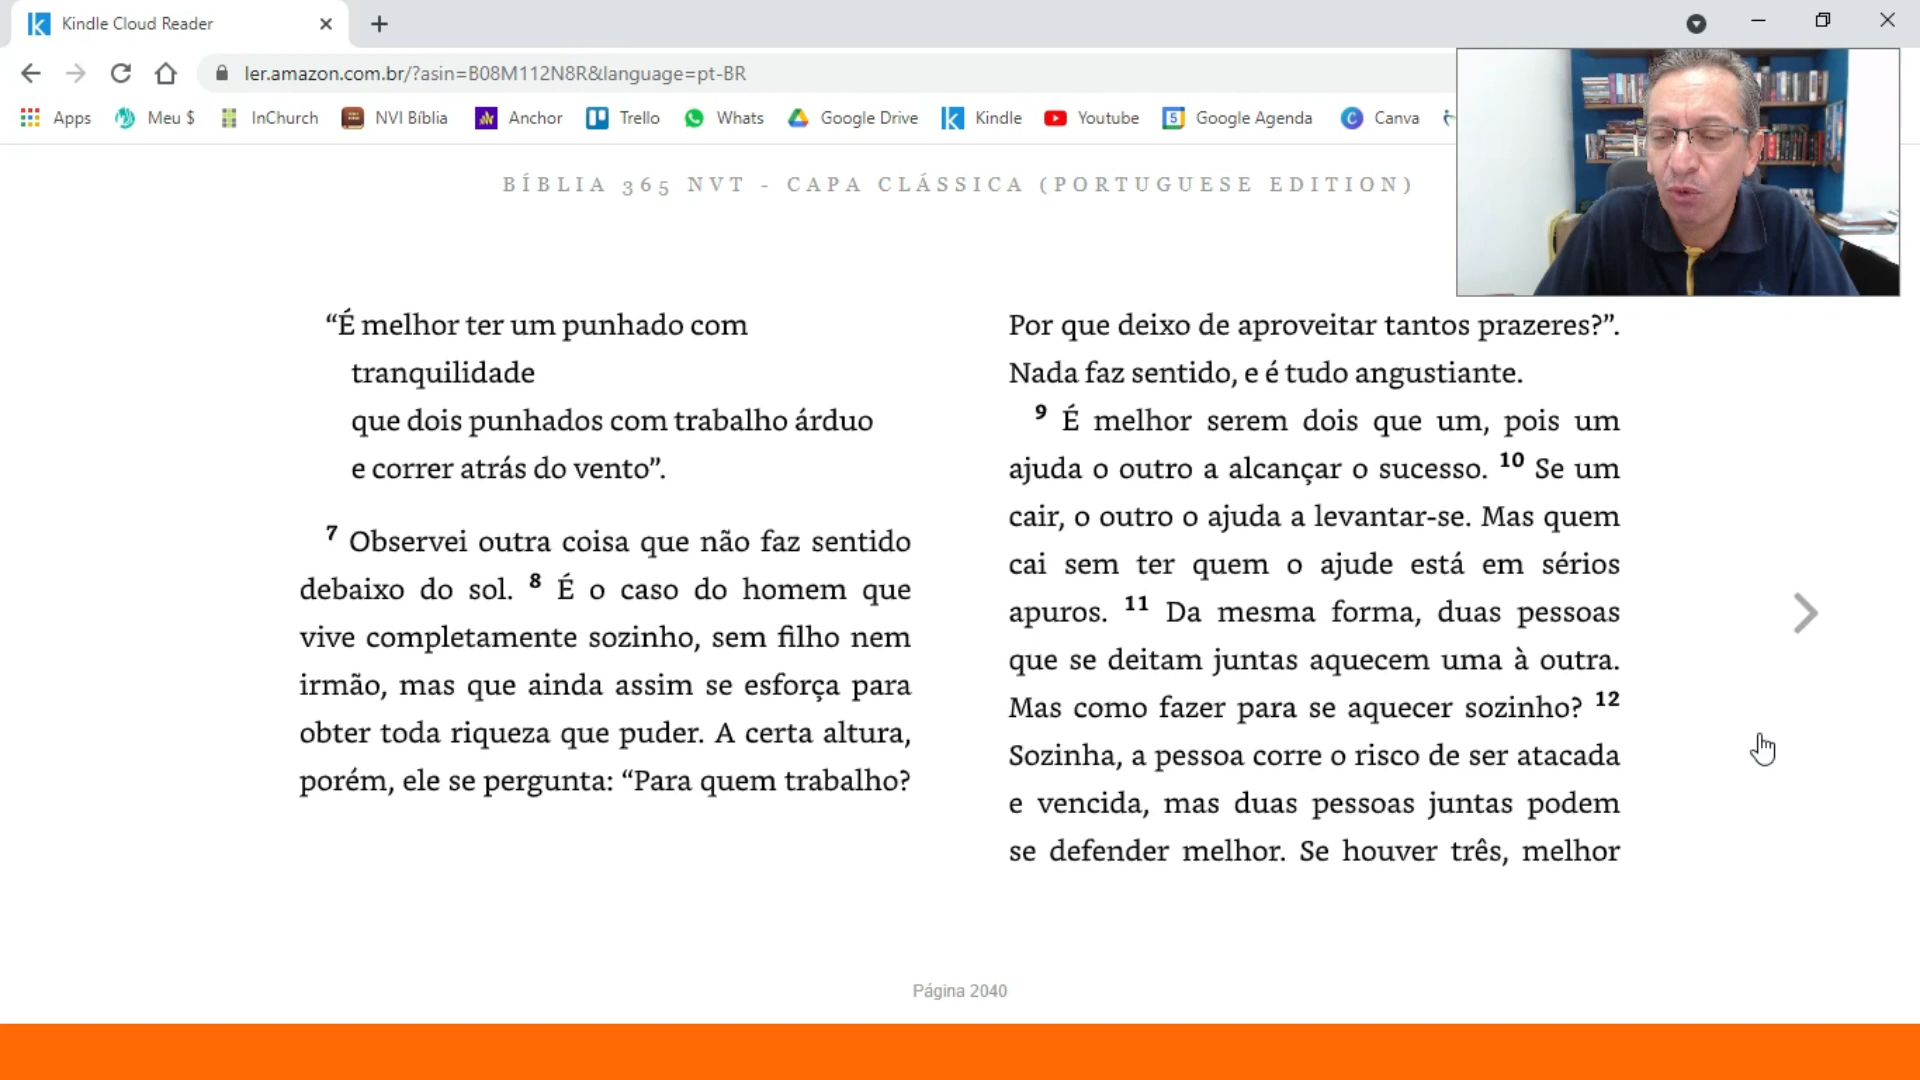 Kindle Cloud Reader
ler.amazon.com.br/?asin=B08M112N8R&language=pt-BR
Apps Meu $ InChurch NVI Bíblia Anchor Trello Whats Google Drive Kindle Youtube 5 Google Agenda C Canva
BÍBLIA 365 NVT - CAPA CLÁSSICA (PORTUGUESE EDITION)
“É melhor ter um punhado com
tranquilidade
que dois punhados com trabalho árduo
e correr atrás do vento”.
7 Observei outra coisa que não faz sentido
debaixo do sol. 8 É o caso do homem que
vive completamente sozinho, sem filho nem
irmão, mas que ainda assim se esforça para
obter toda riqueza que puder. A certa altura,
porém, ele se pergunta: “Para quem trabalho?
Por que deixo de aproveitar tantos prazeres?”.
Nada faz sentido, e é tudo angustiante.
9 É melhor serem dois que um, pois um
ajuda o outro a alcançar o sucesso. 10 Se um
cair, o outro o ajuda a levantar-se. Mas quem
cai sem ter quem o ajude está em sérios
apuros. 11 Da mesma forma, duas pessoas
que se deitam juntas aquecem uma à outra.
Mas como fazer para se aquecer sozinho? 12
Sozinha, a pessoa corre o risco de ser atacada
e vencida, mas duas pessoas juntas podem
se defender melhor. Se houver três, melhor
Página 2040